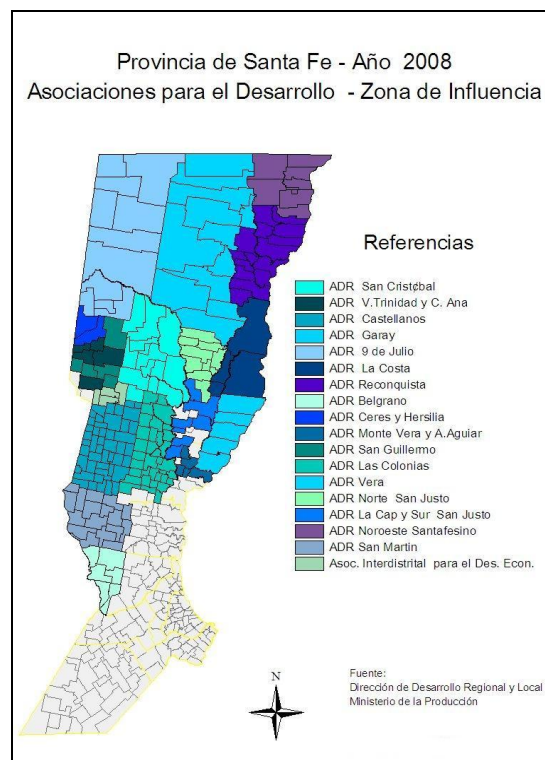 Provincia de Santa Fe - Año 2008
Asociaciones para el Desarrollo - Zona de Influencia
Referencias
ADR San Crist¢bal
ADR V.Trinidad y C. Ana
ADR Castellanos
ADR Garay
ADR 9 de Julio
ADR La Costa
ADR Reconquista
ADR Belgrano
ADR Ceres y Hersilia
ADR Monte Vera y A.Aguiar
ADR San Guillermo
ADR Las Colonias
ADR Vera
ADR Norte San Justo
ADR La Cap y Sur San Justo
ADR Noroeste Santafesino
ADR San Martin
Asoc. Interdistrital para el Des. Econ.
N
Fuente:
Dirección de Desarrollo Regional y Local
Ministerio de la Producción